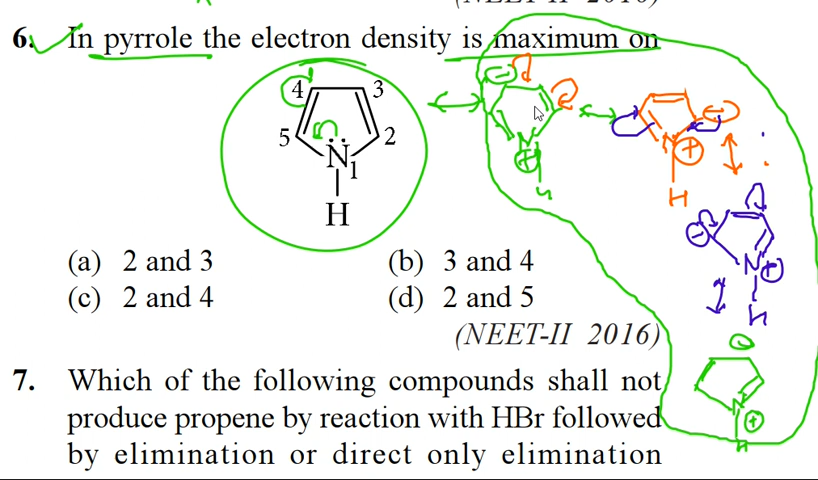 (NEET-II 2016)
6. In pyrrole the electron density is maximum on
4 3
5 2
N 1
H
(a) 2 and 3 (b) 3 and 4
(c) 2 and 4 (d) 2 and 5
(NEET-II 2016)
7. Which of the following compounds shall not
produce propene by reaction with HBr followed
by elimination or direct only elimination
N
H
N
H
N
H
N
H